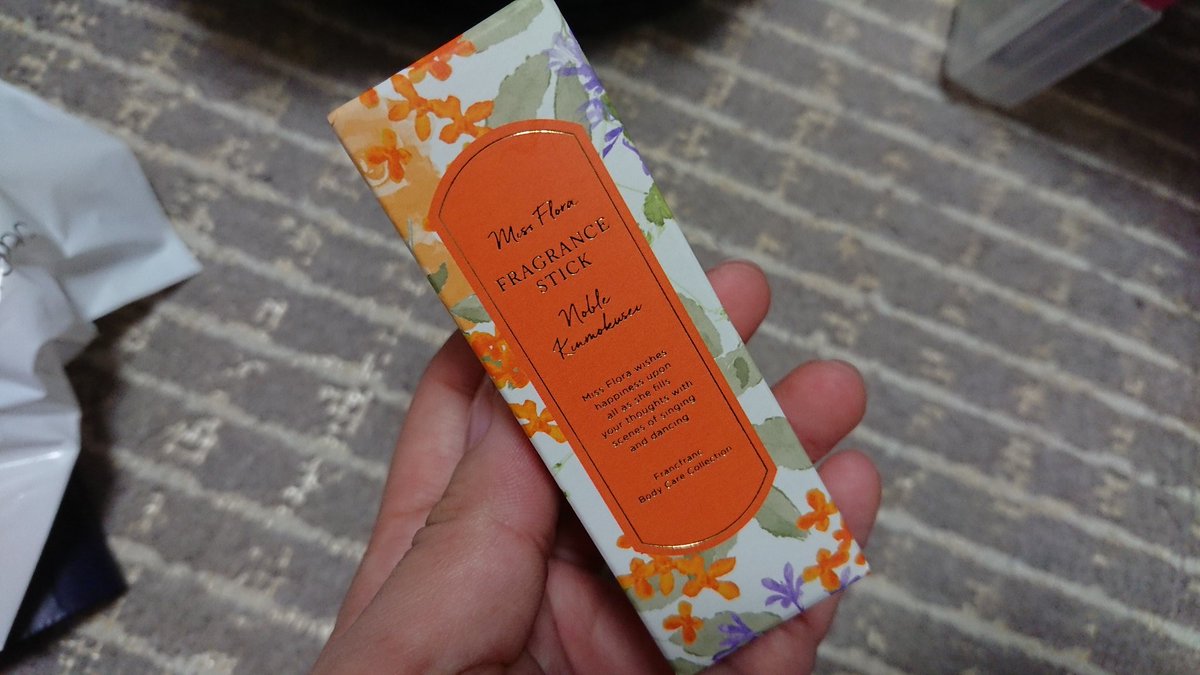 Miss Flora
FRAGRANCE
STICK
Noble
Kinmokusei
Miss Flora wishes
happiness upon
all as she fills
your thoughts with
scenes of singing
and dancing
Francfranc
Body Care Collection